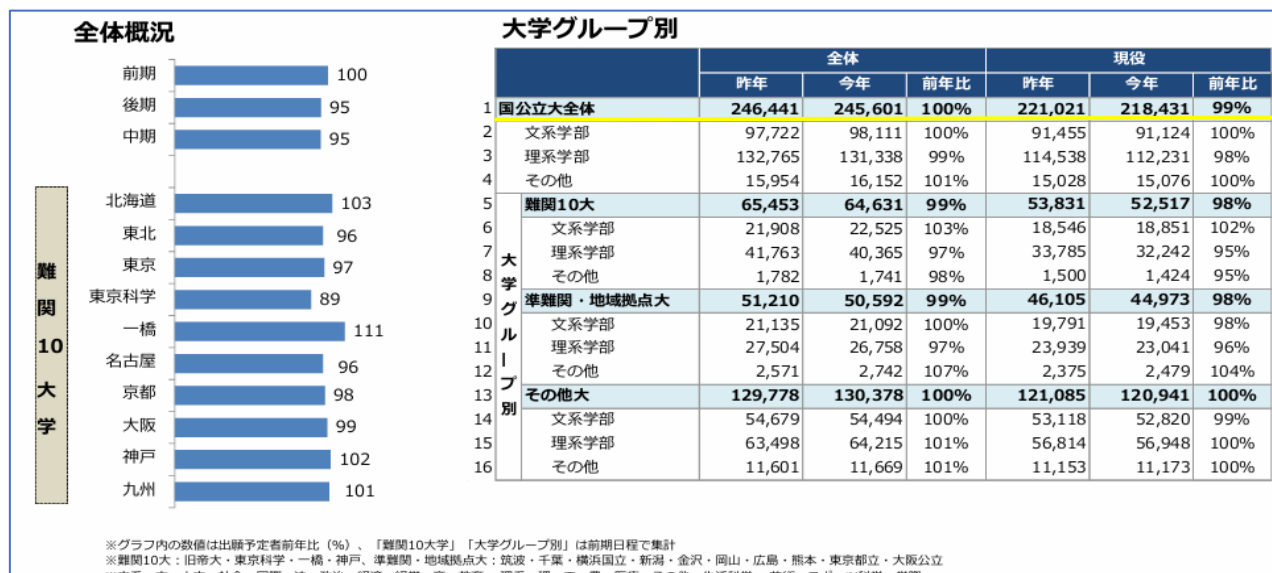 全体概況
前期 100
後期 95
中期 95
難関10大学
北海道 103
東北 96
東京 97
東京科学 89
一橋 111
名古屋 96
京都 98
大阪 99
神戸 102
九州 101
大学グループ別
全体 現役
昨年 今年 前年比 昨年 今年 前年比
1 国公立大全体 246,441 245,601 100% 221,021 218,431 99%
2 文系学部 97,722 98,111 100% 91,455 91,124 100%
3 理系学部 132,765 131,338 99% 114,538 112,231 98%
4 その他 15,954 16,152 101% 15,028 15,076 100%
大学グループ別
5 難関10大 65,453 64,631 99% 53,831 52,517 98%
6 文系学部 21,908 22,525 103% 18,546 18,851 102%
7 理系学部 41,763 40,365 97% 33,785 32,242 95%
8 その他 1,782 1,741 98% 1,500 1,424 95%
9 準難関・地域拠点大 51,210 50,592 99% 46,105 44,973 98%
10 文系学部 21,135 21,092 100% 19,791 19,453 98%
11 理系学部 27,504 26,758 97% 23,939 23,041 96%
12 その他 2,571 2,742 107% 2,375 2,479 104%
13 その他大 129,778 130,378 100% 121,085 120,941 100%
14 文系学部 54,679 54,494 100% 53,118 52,820 99%
15 理系学部 63,498 64,215 101% 56,814 56,948 100%
16 その他 11,601 11,669 101% 11,153 11,173 100%
※グラフ内の数値は出願予定者前年比（%）、「難関10大学」「大学グループ別」は前期日程で集計
※難関10大：旧帝大・東京科学・一橋・神戸、準難関・地域拠点大：筑波・千葉・横浜国立・新潟・金沢・岡山・広島・熊本・東京都立・大阪公立